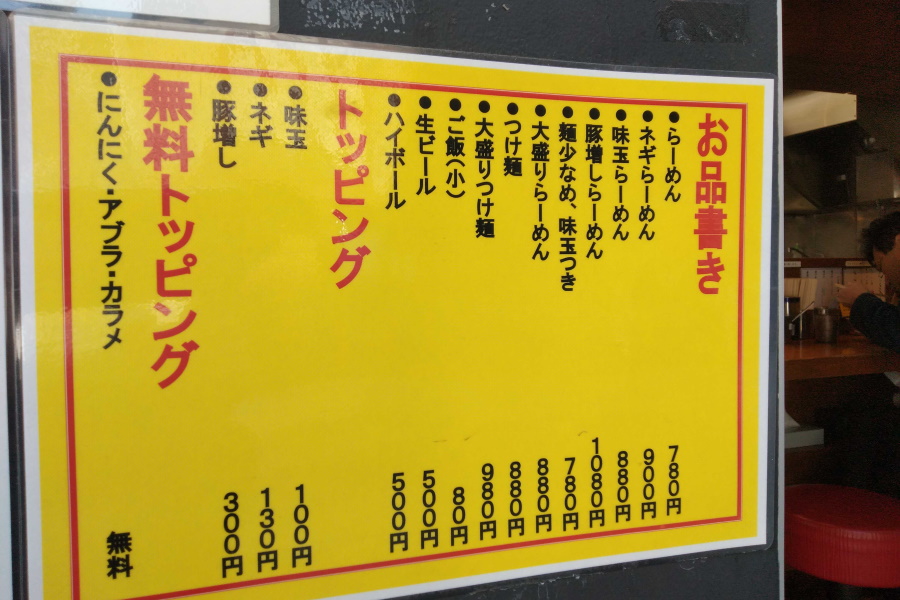 お品書き
●らーめん 780円
●ネギらーめん 900円
●味玉らーめん 880円
●豚増しらーめん 1080円
●麺少なめ、味玉つき 780円
●大盛りらーめん 880円
●つけ麺 880円
●大盛りつけ麺 980円
●ご飯(小) 80円
●生ビール 500円
●ハイボール 500円
トッピング
●味玉 100円
●ネギ 130円
●豚増し 300円
無料トッピング
●にんにく・アブラ・カラメ 無料